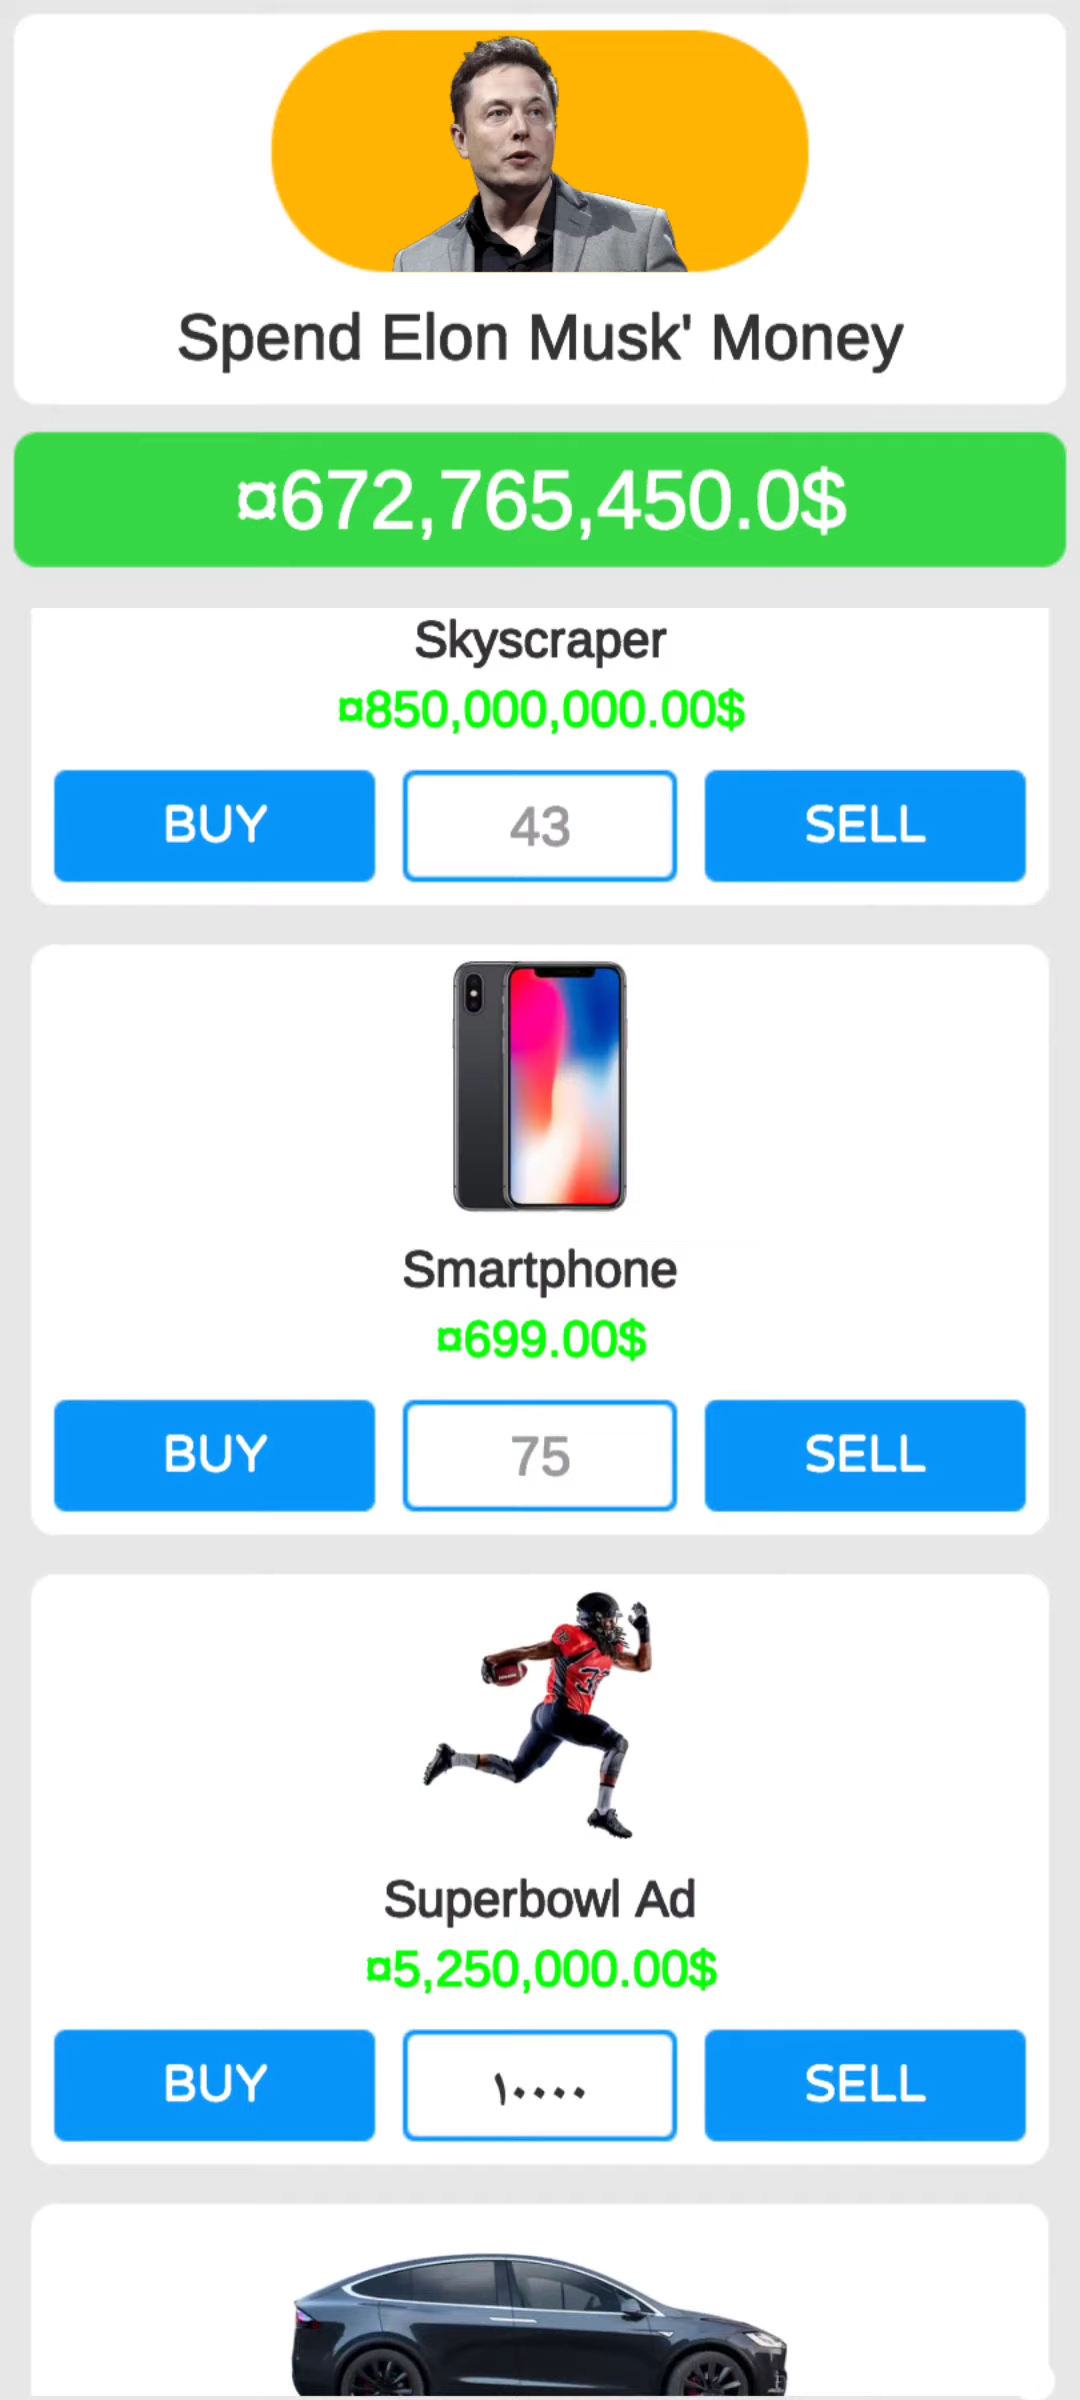 Spend Elon Musk' Money
¤672,765,450.0$
Skyscraper
¤850,000,000.00$
BUY 43 SELL
Smartphone
¤699.00$
BUY 75 SELL
Superbowl Ad
¤5,250,000.00$
BUY ۱۰۰۰۰ SELL